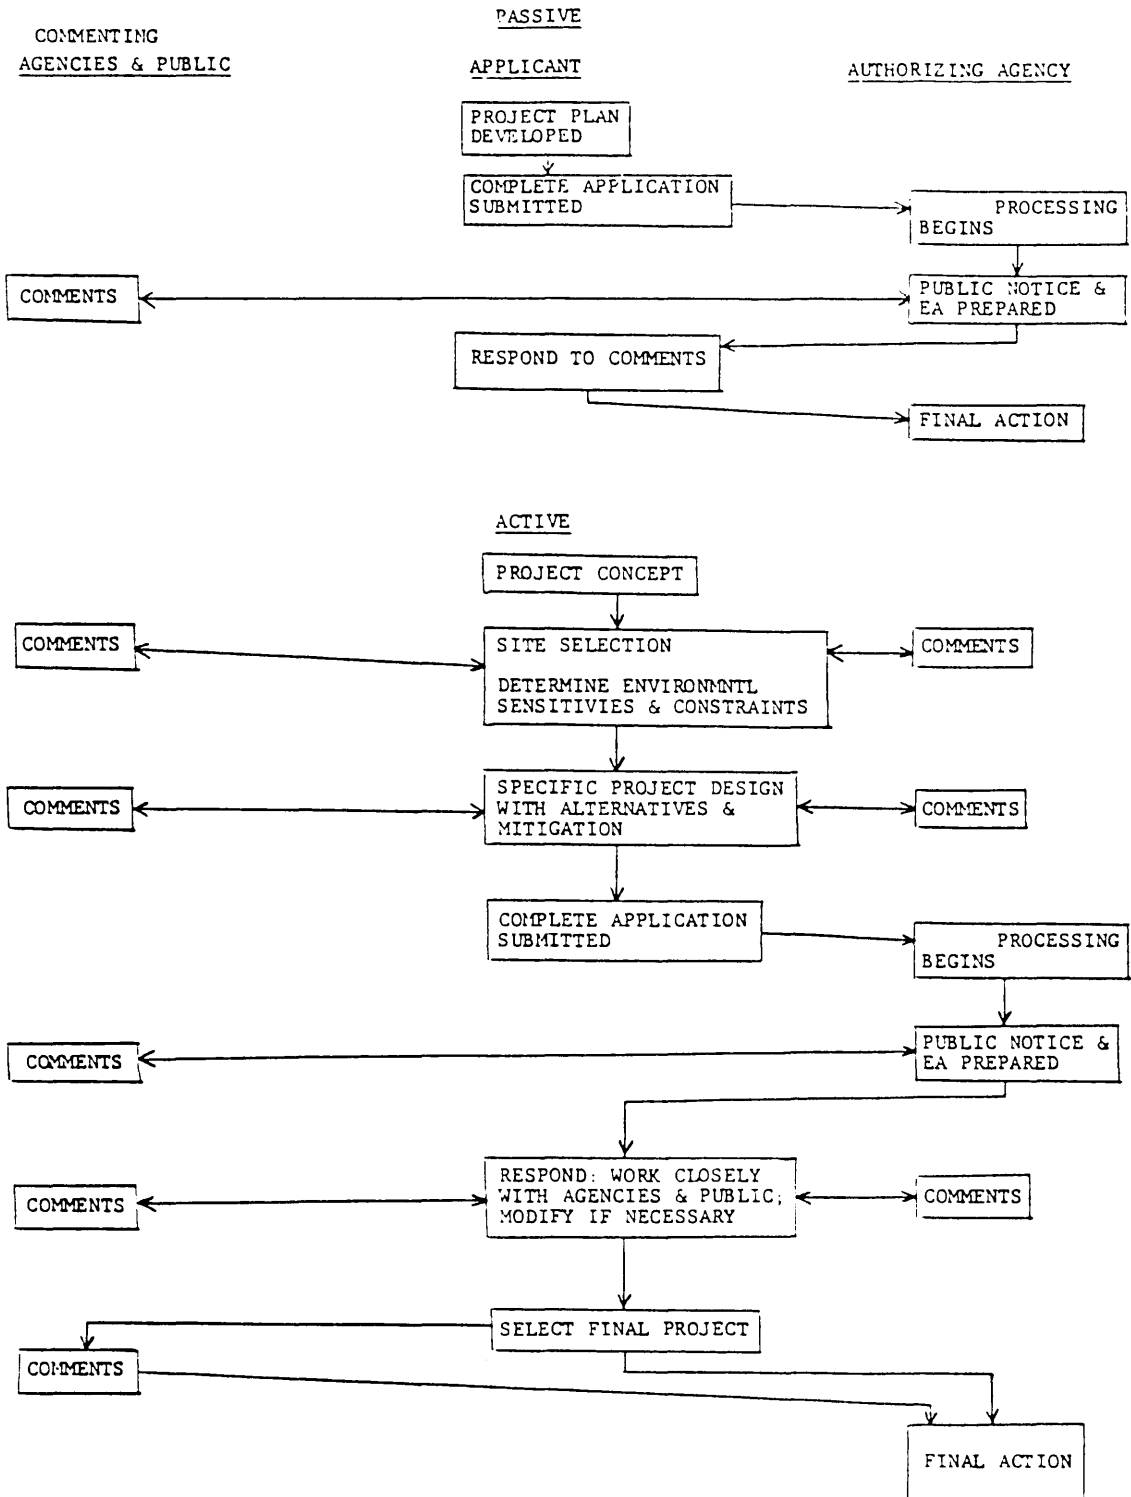 PASSIVE
COMMENTING
AGENCIES & PUBLIC
APPLICANT
AUTHORIZING AGENCY
PROJECT PLAN
DEVELOPED
COMPLETE APPLICATION
SUBMITTED
PROCESSING
BEGINS
COMMENTS
PUBLIC NOTICE &
EA PREPARED
RESPOND TO COMMENTS
FINAL ACTION
ACTIVE
PROJECT CONCEPT
COMMENTS
SITE SELECTION
DETERMINE ENVIRONMNTL
SENSITIVIES & CONSTRAINTS
COMMENTS
COMMENTS
SPECIFIC PROJECT DESIGN
WITH ALTERNATIVES &
MITIGATION
COMMENTS
COMPLETE APPLICATION
SUBMITTED
PROCESSING
BEGINS
COMMENTS
PUBLIC NOTICE &
EA PREPARED
COMMENTS
RESPOND: WORK CLOSELY
WITH AGENCIES & PUBLIC;
MODIFY IF NECESSARY
COMMENTS
SELECT FINAL PROJECT
COMMENTS
FINAL ACTION